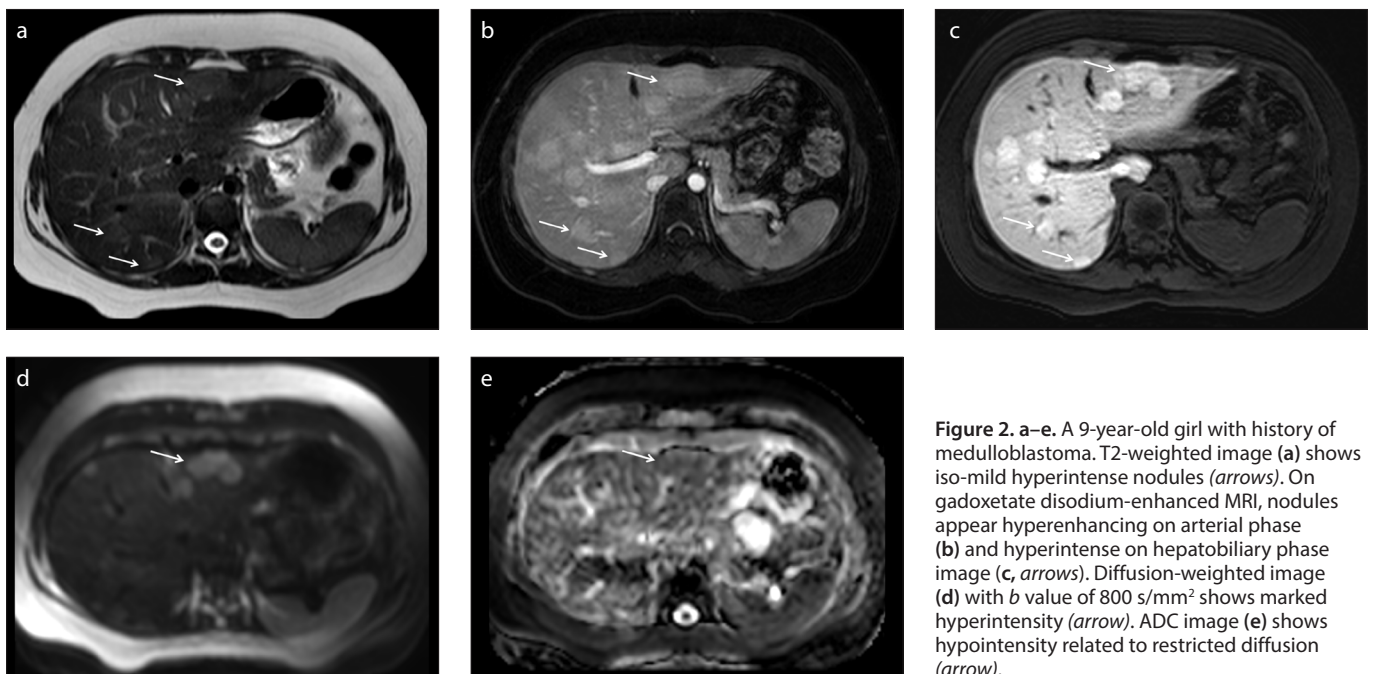 a
b
c
d
e
Figure 2. a–e. A 9-year-old girl with history of
medulloblastoma. T2-weighted image (a) shows
iso-mild hyperintense nodules (arrows). On
gadoxetate disodium-enhanced MRI, nodules
appear hyperenhancing on arterial phase
(b) and hyperintense on hepatobiliary phase
image (c, arrows). Diffusion-weighted image
(d) with b value of 800 s/mm² shows marked
hyperintensity (arrow). ADC image (e) shows
hypointensity related to restricted diffusion
(arrow).